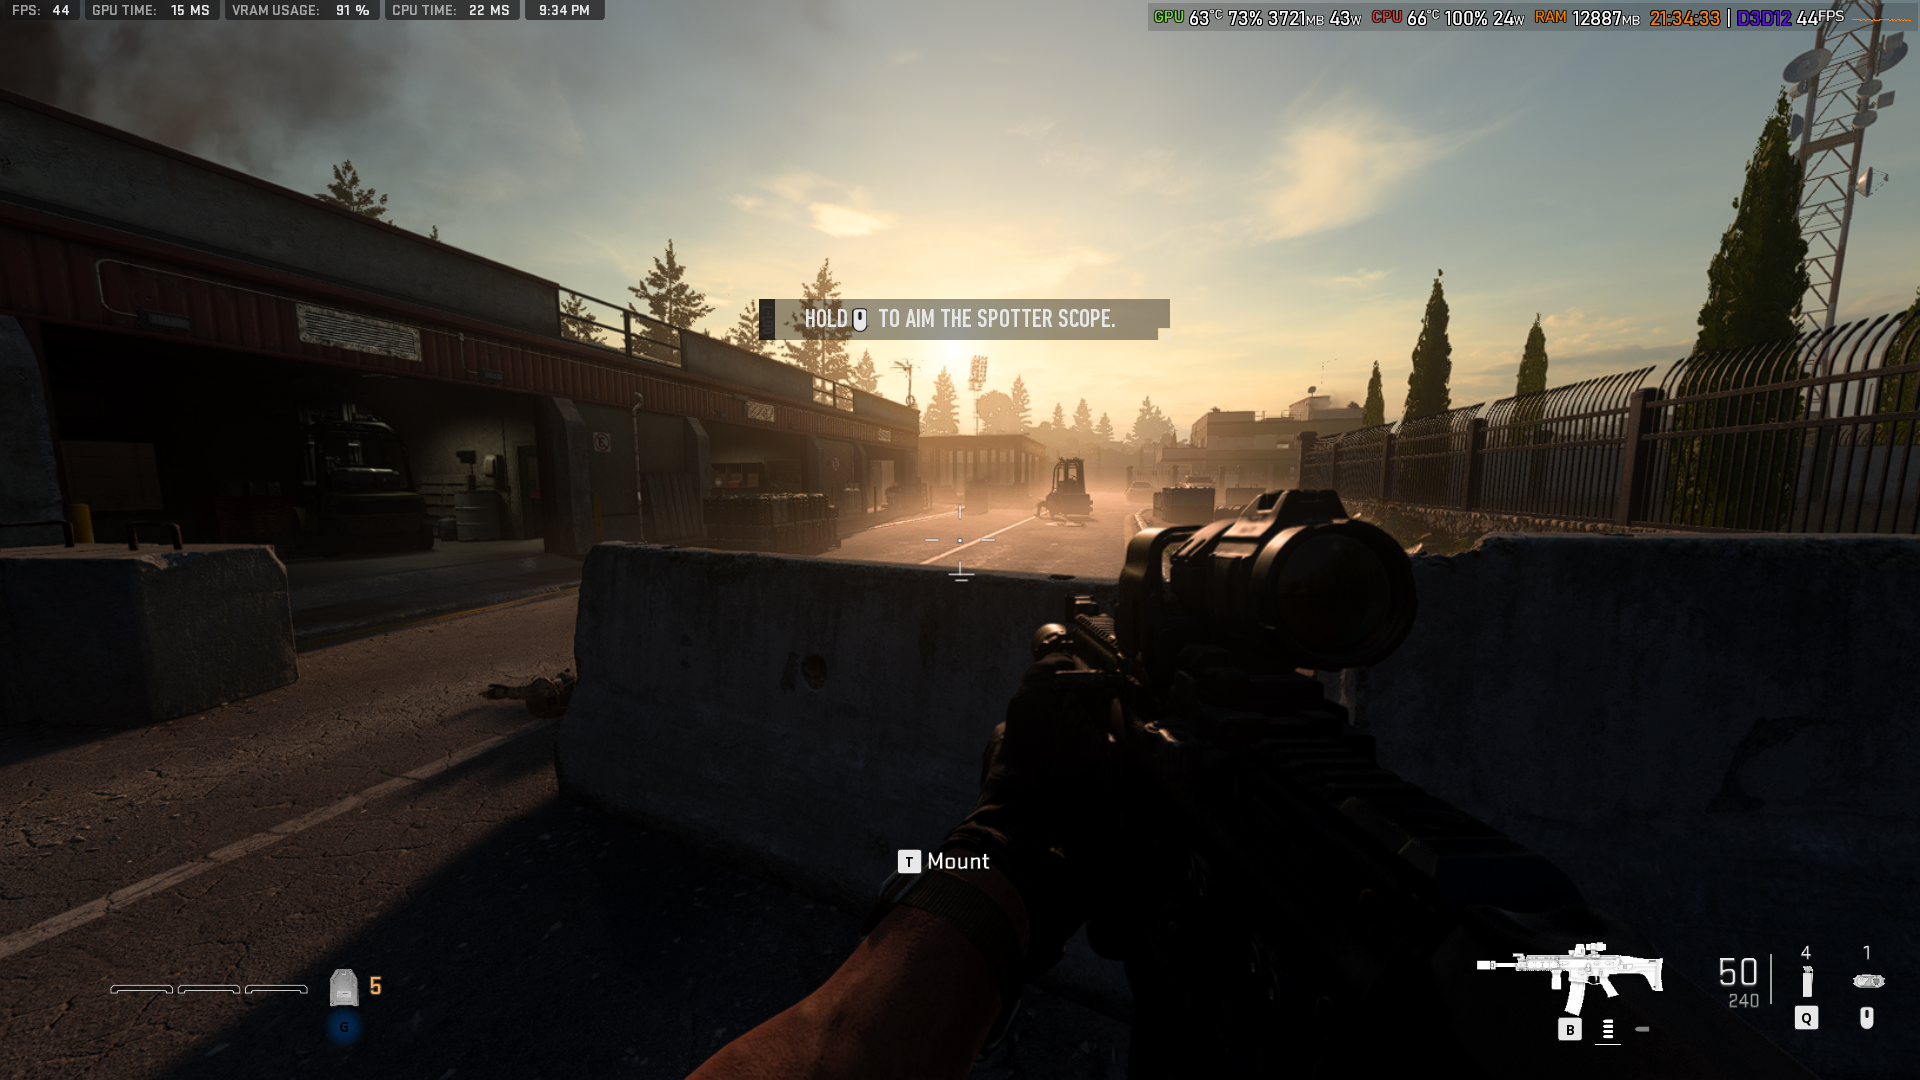 FPS: 44 GPU TIME: 15 MS VRAM USAGE: 91 % CPU TIME: 22 MS 9:34 PM
GPU 63°C 73% 3721MB 43W CPU 66°C 100% 24W RAM 12887MB 21:34:33 | D3D12 44FPS
HOLD TO AIM THE SPOTTER SCOPE.
T Mount
5
G
50
240
4
1
B
Q